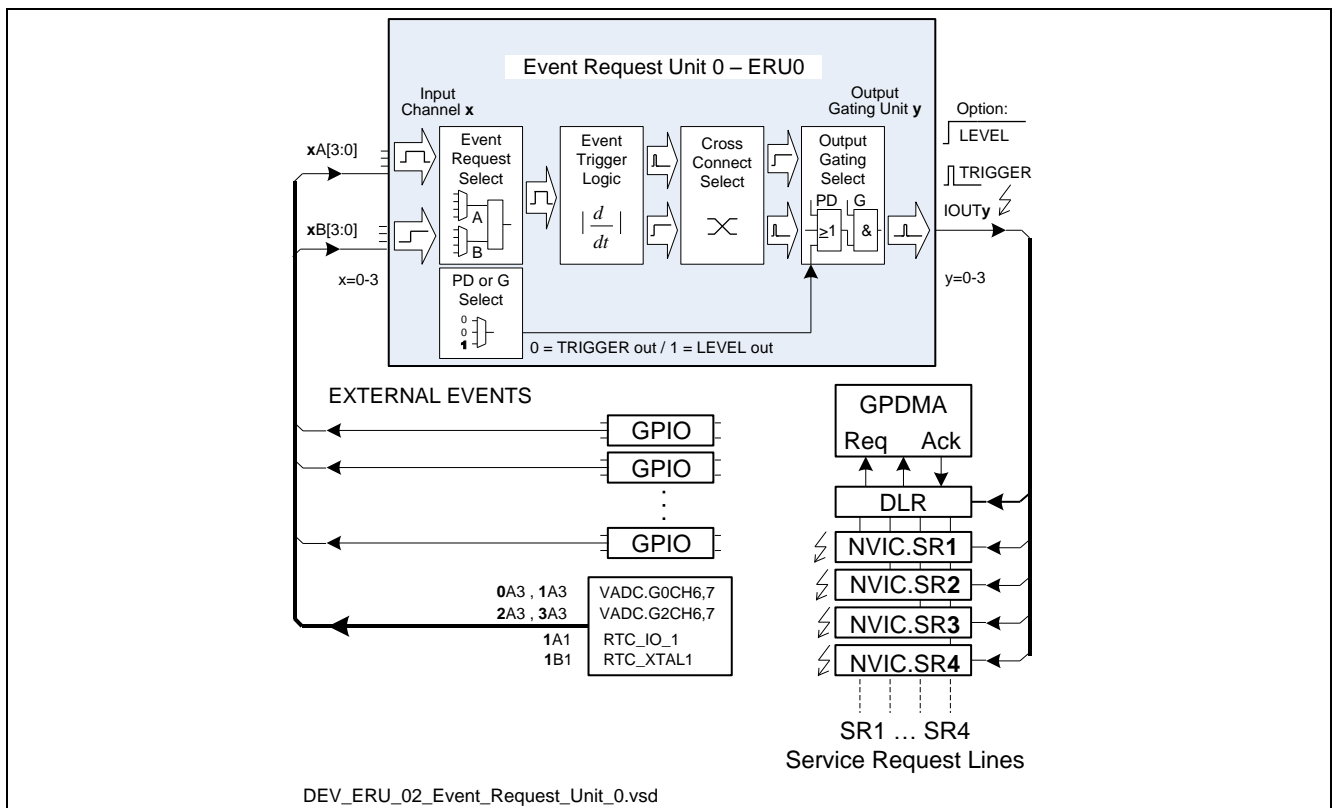 Event Request Unit 0 – ERU0
Input
Channel x
Output
Gating Unit y
Option:
LEVEL
TRIGGER
IOUTy
xA[3:0]
xB[3:0]
x=0-3
y=0-3
Event
Request
Select
A
B
Event
Trigger
Logic
| d
dt |
Cross
Connect
Select
Output
Gating
Select
PD G
≥1 &
PD or G
Select
0
0
1
0 = TRIGGER out / 1 = LEVEL out
EXTERNAL EVENTS
GPIO
GPIO
GPIO
0A3 , 1A3 VADC.G0CH6,7
2A3 , 3A3 VADC.G2CH6,7
1A1 RTC_IO_1
1B1 RTC_XTAL1
GPDMA
Req Ack
DLR
NVIC.SR1
NVIC.SR2
NVIC.SR3
NVIC.SR4
SR1 … SR4
Service Request Lines
DEV_ERU_02_Event_Request_Unit_0.vsd